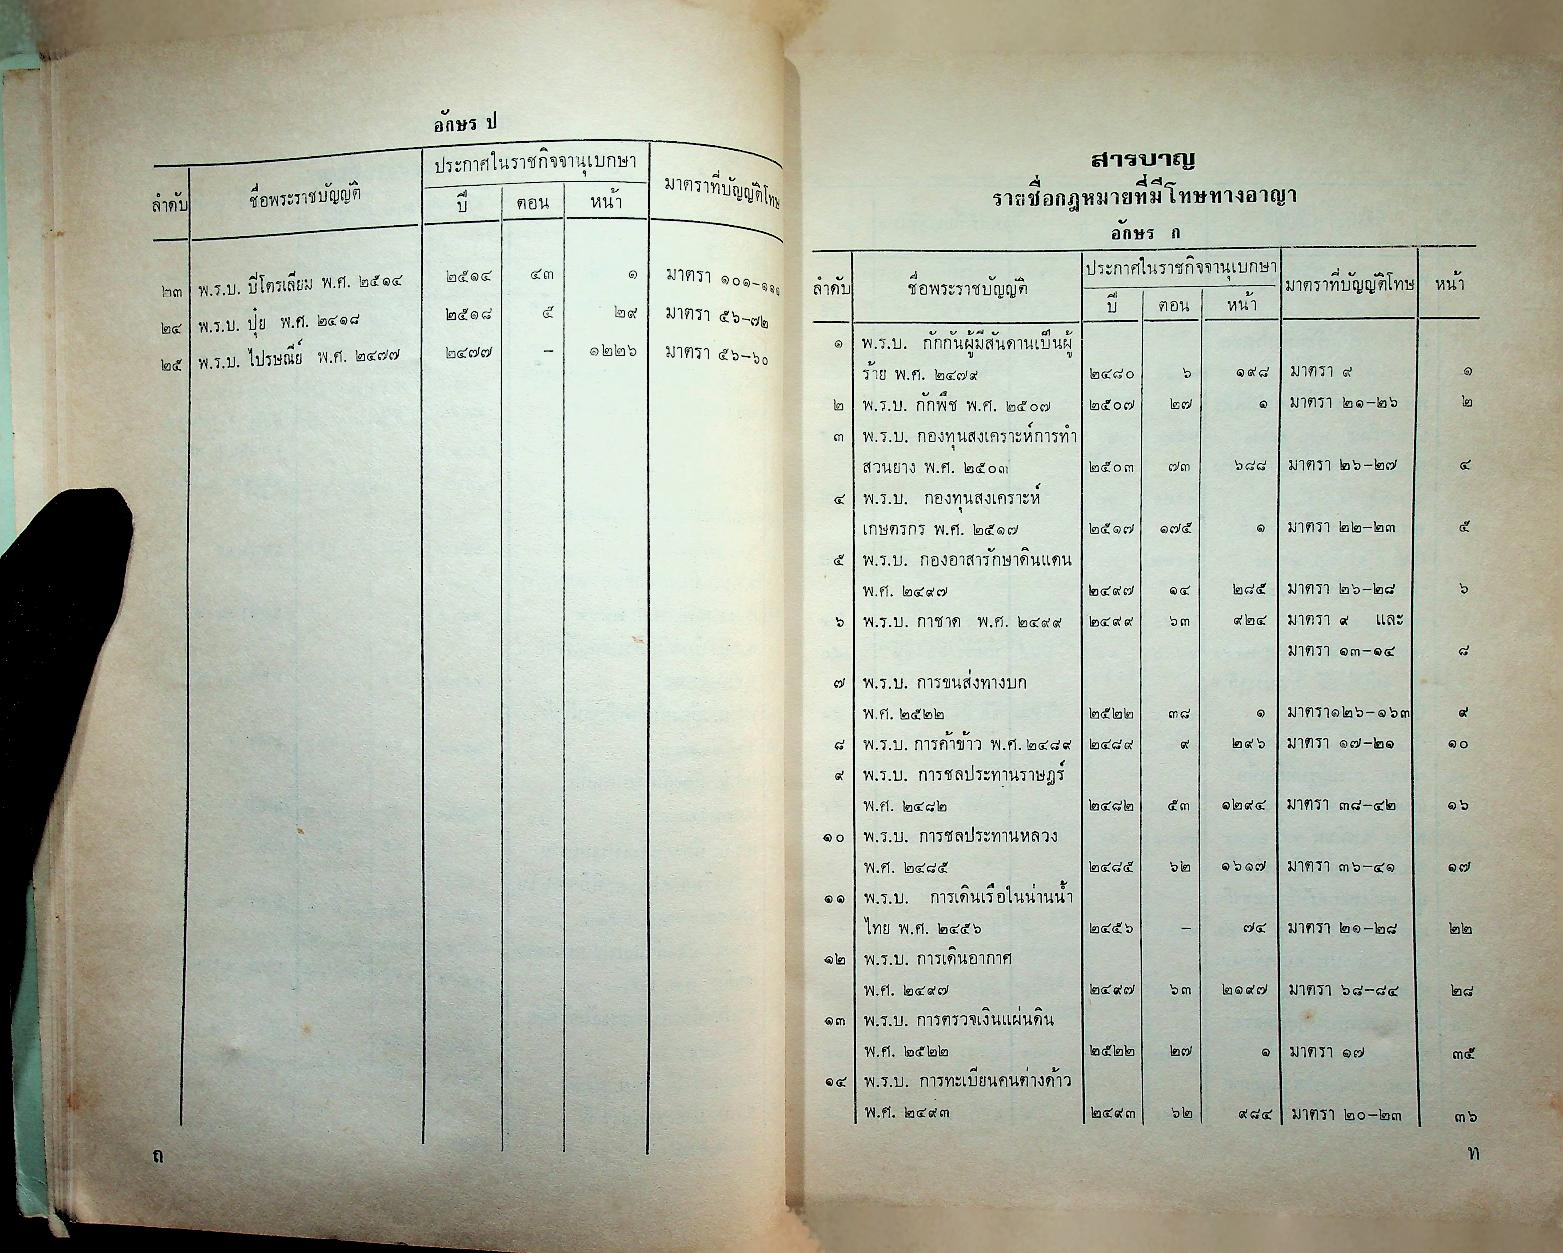 อักษร ป
ลำดับ ชื่อพระราชบัญญัติ ประกาศในราชกิจจานุเบกษา มาตราที่บัญญัติโทษ
ปี ตอน หน้า
๒๓ พ.ร.บ. ปิโตรเลียม พ.ศ. ๒๕๑๔ ๒๕๑๔ ๔๓ ๑ มาตรา ๑๐๑-๑๑๑
๒๔ พ.ร.บ. ปุ๋ย พ.ศ. ๒๕๑๘ ๒๕๑๘ ๕ ๒๙ มาตรา ๕๖-๗๒
๒๕ พ.ร.บ. ไปรษณีย์ พ.ศ. ๒๔๗๗ ๒๔๗๗ - ๑๒๒๖ มาตรา ๕๖-๖๐
ถ
สารบาญ
รายชื่อกฎหมายที่มีโทษทางอาญา
อักษร ก
ลำดับ ชื่อพระราชบัญญัติ ประกาศในราชกิจจานุเบกษา มาตราที่บัญญัติโทษ หน้า
ปี ตอน หน้า
๑ พ.ร.บ. กักกันผู้มีสันดานเป็นผู้
ร้าย พ.ศ. ๒๔๗๙ ๒๔๘๐ ๖ ๑๙๘ มาตรา ๙ ๑
๒ พ.ร.บ. กักพืช พ.ศ. ๒๕๐๗ ๒๕๐๗ ๒๗ ๑ มาตรา ๒๑-๒๖ ๒
๓ พ.ร.บ. กองทุนสงเคราะห์การทำ
สวนยาง พ.ศ. ๒๕๐๓ ๒๕๐๓ ๗๓ ๖๘๘ มาตรา ๒๖-๒๗ ๔
๔ พ.ร.บ. กองทุนสงเคราะห์
เกษตรกร พ.ศ. ๒๕๑๗ ๒๕๑๗ ๑๗๕ ๑ มาตรา ๒๒-๒๓ ๕
๕ พ.ร.บ. กองอาสารักษาดินแดน
พ.ศ. ๒๔๙๗ ๒๔๙๗ ๑๔ ๒๘๕ มาตรา ๒๖-๒๘ ๖
๖ พ.ร.บ. กาชาด พ.ศ. ๒๔๙๙ ๒๔๙๙ ๖๓ ๙๒๔ มาตรา ๙ และ
มาตรา ๑๓-๑๔ ๘
๗ พ.ร.บ. การขนส่งทางบก
พ.ศ. ๒๕๒๒ ๒๕๒๒ ๓๘ ๑ มาตรา๑๒๖-๑๖๓ ๙
๘ พ.ร.บ. การค้าข้าว พ.ศ. ๒๔๘๙ ๒๔๘๙ ๙ ๒๙๖ มาตรา ๑๗-๒๑ ๑๐
๙ พ.ร.บ. การชลประทานราษฎร์
พ.ศ. ๒๔๘๒ ๒๔๘๒ ๕๓ ๑๒๙๔ มาตรา ๓๘-๔๒ ๑๖
๑๐ พ.ร.บ. การชลประทานหลวง
พ.ศ. ๒๔๘๕ ๒๔๘๕ ๖๒ ๑๖๑๗ มาตรา ๓๖-๔๑ ๑๗
๑๑ พ.ร.บ. การเดินเรือในน่านน้ำ
ไทย พ.ศ. ๒๔๕๖ ๒๔๕๖ - ๗๔ มาตรา ๒๑-๒๘ ๒๒
๑๒ พ.ร.บ. การเดินอากาศ
พ.ศ. ๒๔๙๗ ๒๔๙๗ ๖๓ ๒๑๙๗ มาตรา ๖๘-๘๔ ๒๘
๑๓ พ.ร.บ. การตรวจเงินแผ่นดิน
พ.ศ. ๒๕๒๒ ๒๕๒๒ ๒๗ ๑ มาตรา ๑๗ ๓๕
๑๔ พ.ร.บ. การทะเบียนคนต่างด้าว
พ.ศ. ๒๔๙๓ ๒๔๙๓ ๖๒ ๙๘๔ มาตรา ๒๐-๒๓ ๓๖
ท